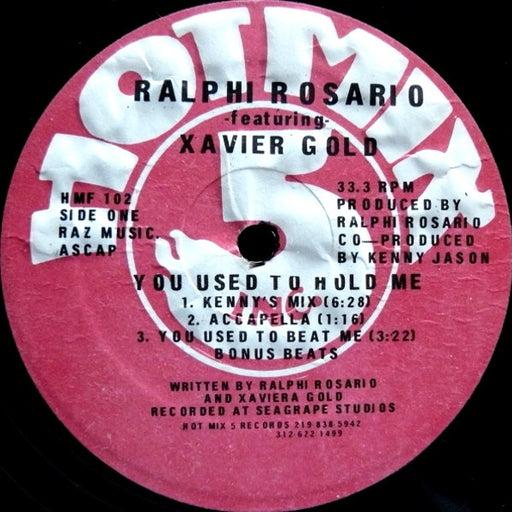 HOT MIX
5
RALPHI ROSARIO
-featuring-
XAVIER GOLD
HMF 102
SIDE ONE
RAZ MUSIC.
ASCAP
33.3 RPM
PRODUCED BY
RALPHI ROSARIO
CO-PRODUCED
BY KENNY JASON
YOU USED TO HOLD ME
1. KENNY'S MIX (6:28)
2. ACCAPELLA (1:16)
3. YOU USED TO BEAT ME (3:22)
BONUS BEATS
WRITTEN BY RALPHI ROSARIO
AND XAVIERA GOLD
RECORDED AT SEAGRAPE STUDIOS
HOT MIX 5 RECORDS 219 838 5942
312 622 1499